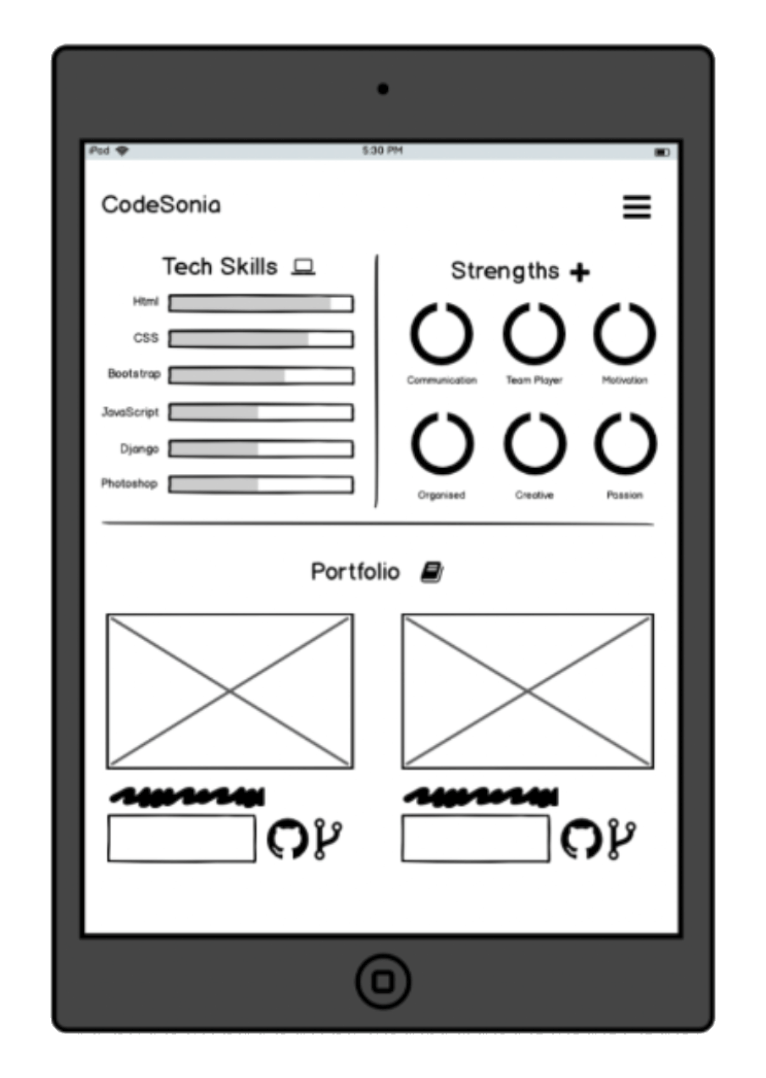 iPod 5:30 PM
CodeSonia
Tech Skills
Html
CSS
Bootstrap
JavaScript
Django
Photoshop
Strengths
Communication Team Player Motivation
Organised Creative Passion
Portfolio